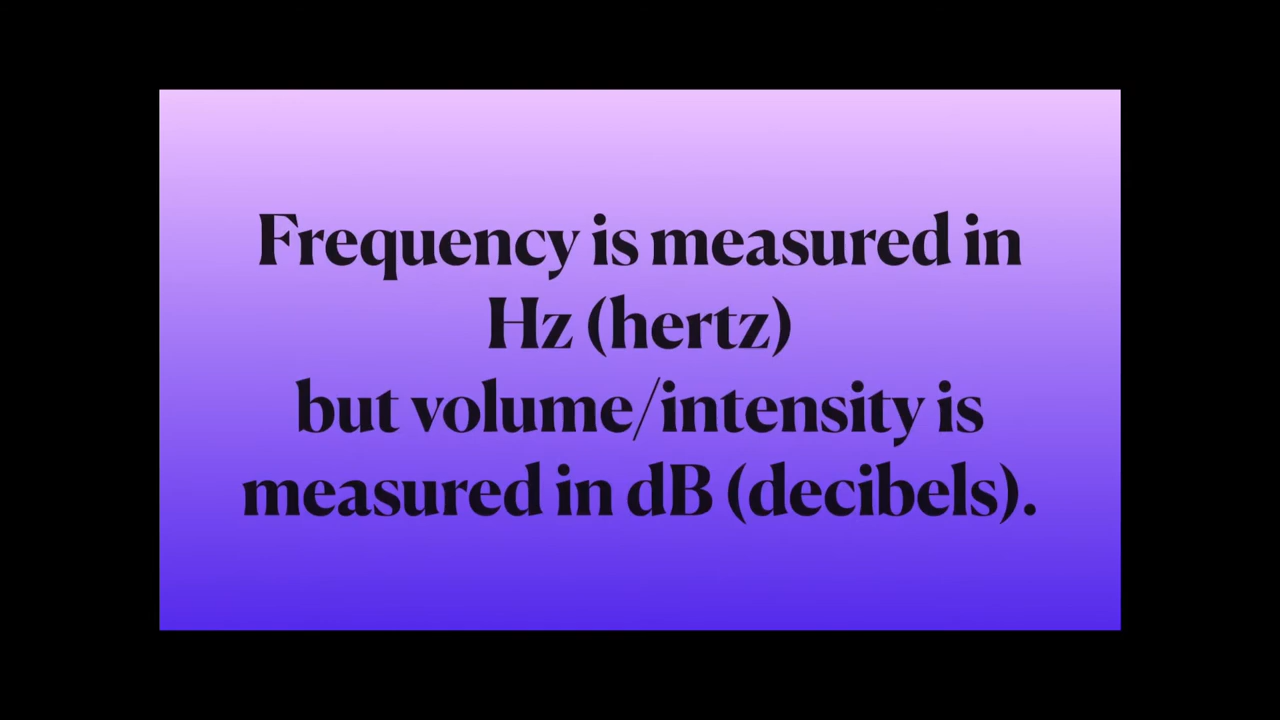 Frequency is measured in
Hz (hertz)
but volume/intensity is
measured in dB (decibels).